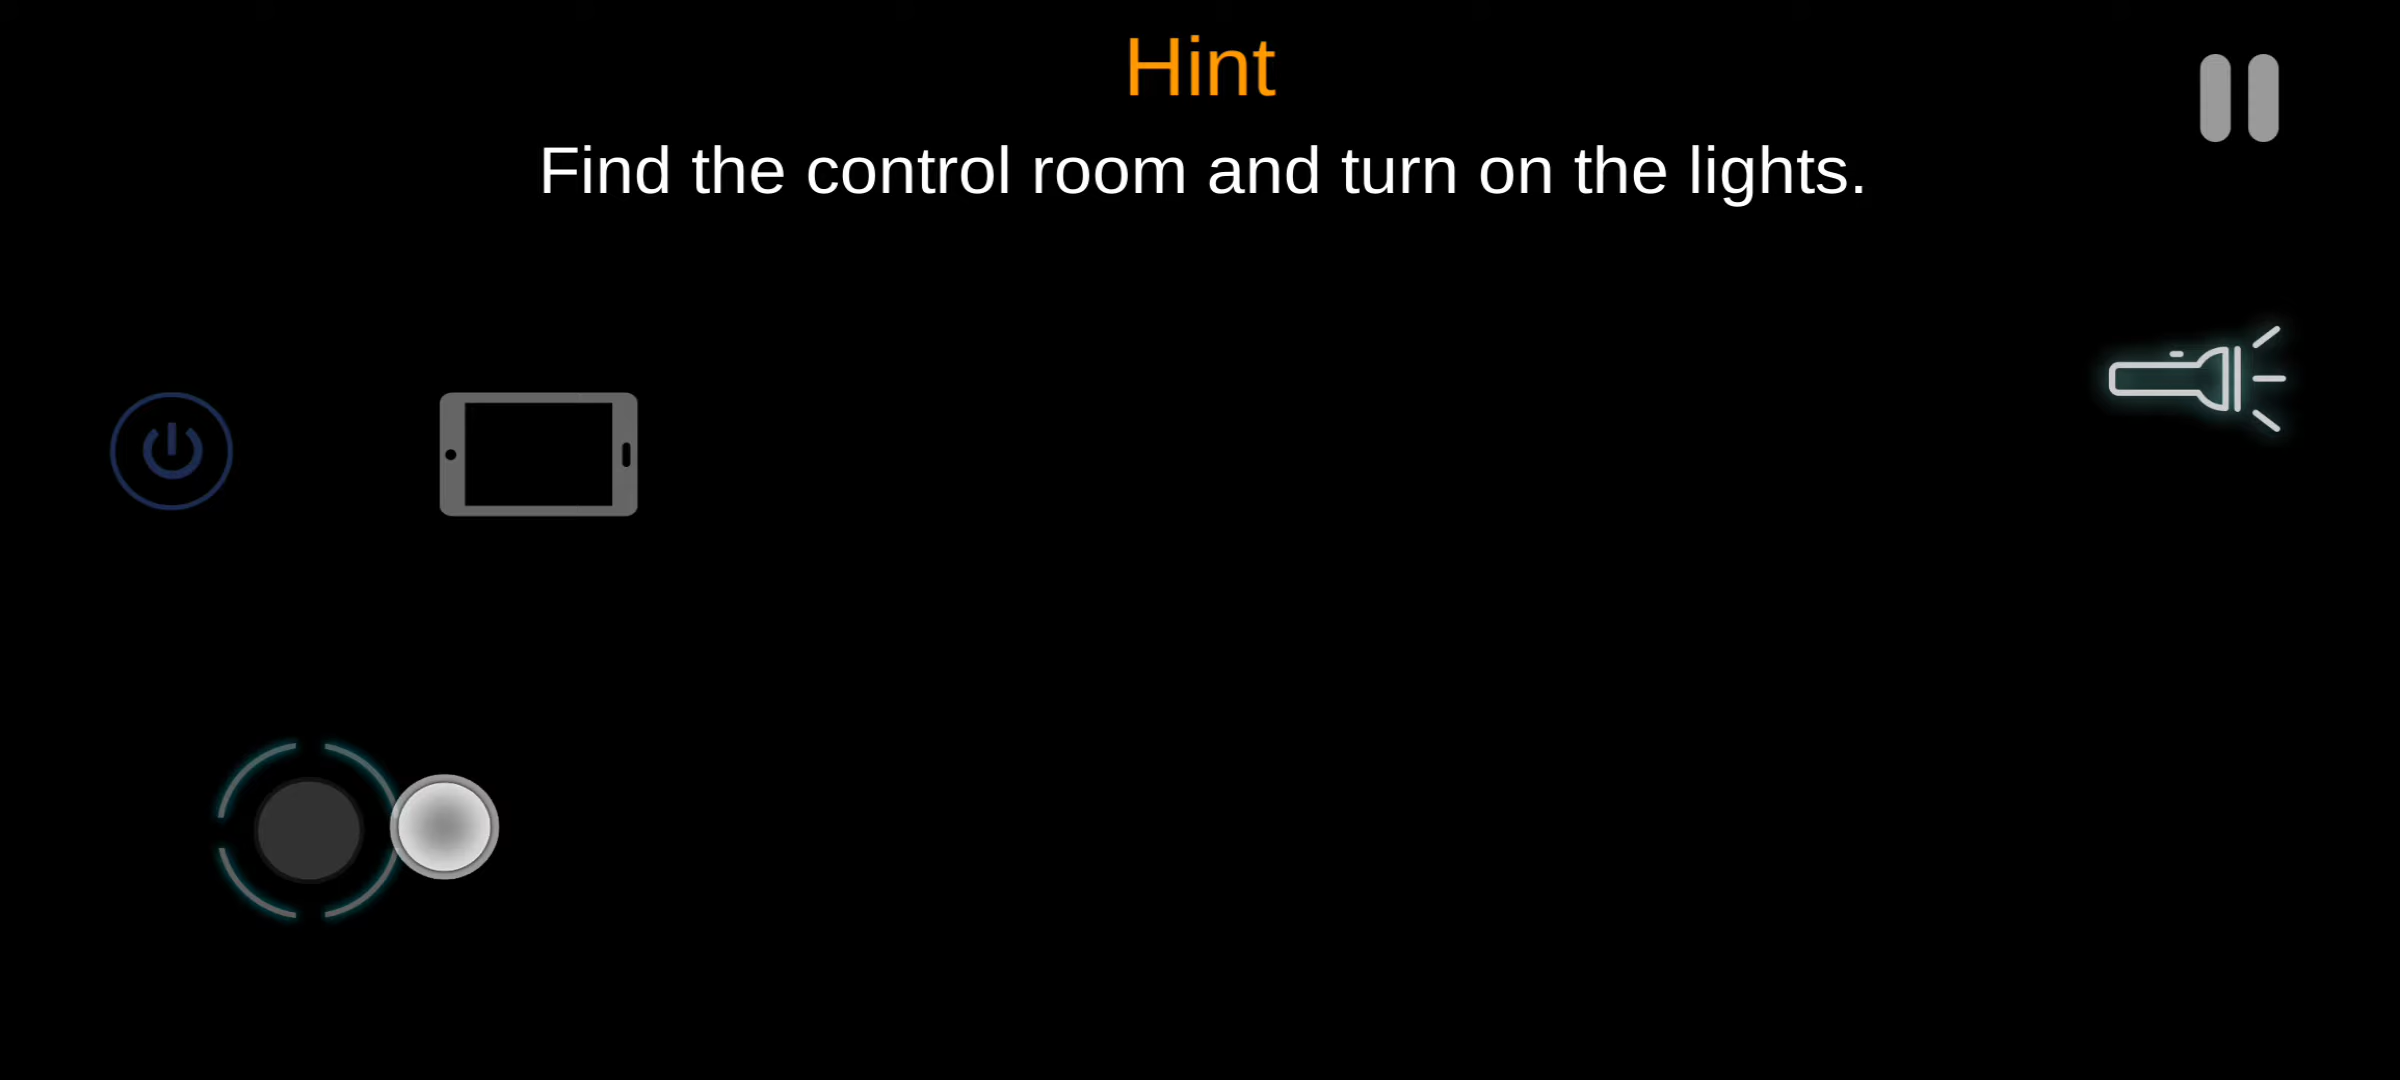 Hint
Find the control room and turn on the lights.